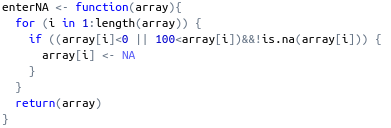 enterNA <- function(array){
  for (i in 1:length(array)) {
    if ((array[i]<0 || 100<array[i])&&!is.na(array[i])) {
      array[i] <- NA
    }
  }
  return(array)
}